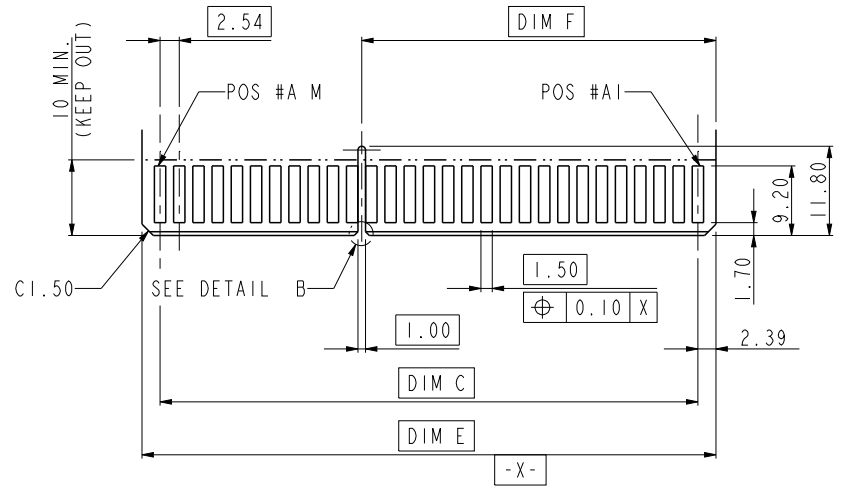 2.54
DIM F
10 MIN.
(KEEP OUT)
POS #A M
POS #A1
9.20
11.80
1.70
C1.50
SEE DETAIL B
1.50
⌖ 0.10 X
1.00
2.39
DIM C
DIM E
-X-